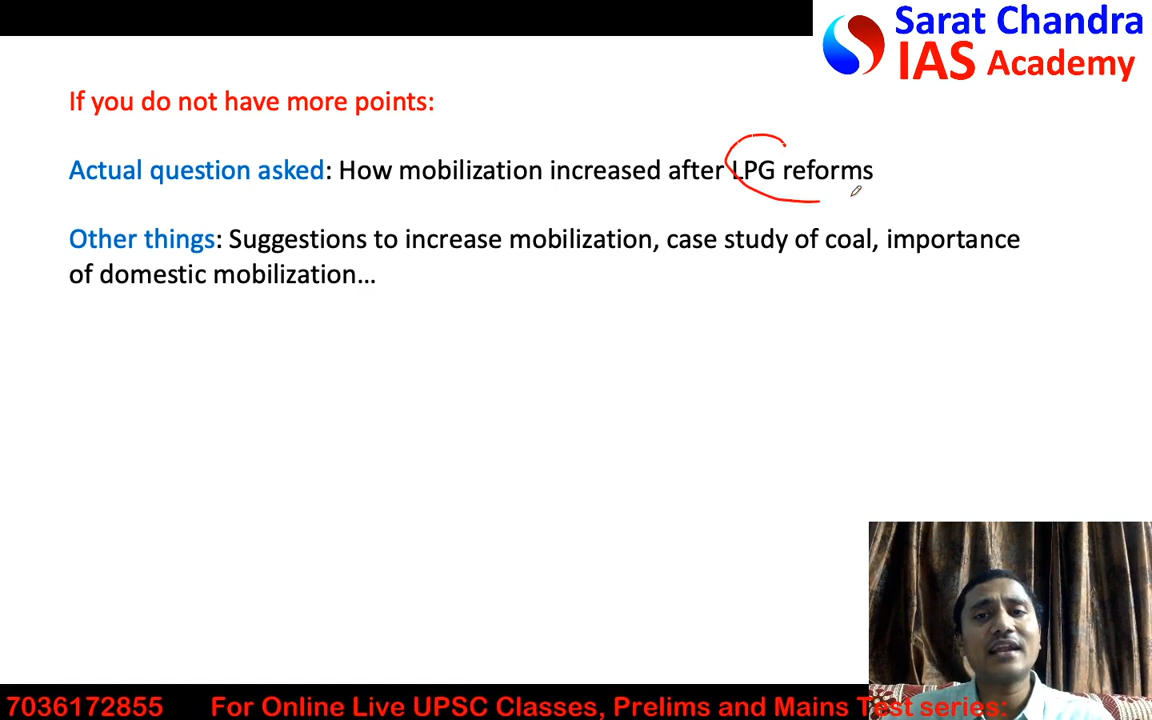 Sarat Chandra
IAS Academy
If you do not have more points:
Actual question asked: How mobilization increased after LPG reforms
Other things: Suggestions to increase mobilization, case study of coal, importance
of domestic mobilization...
7036172855 For Online Live UPSC Classes, Prelims and Mains Test series: